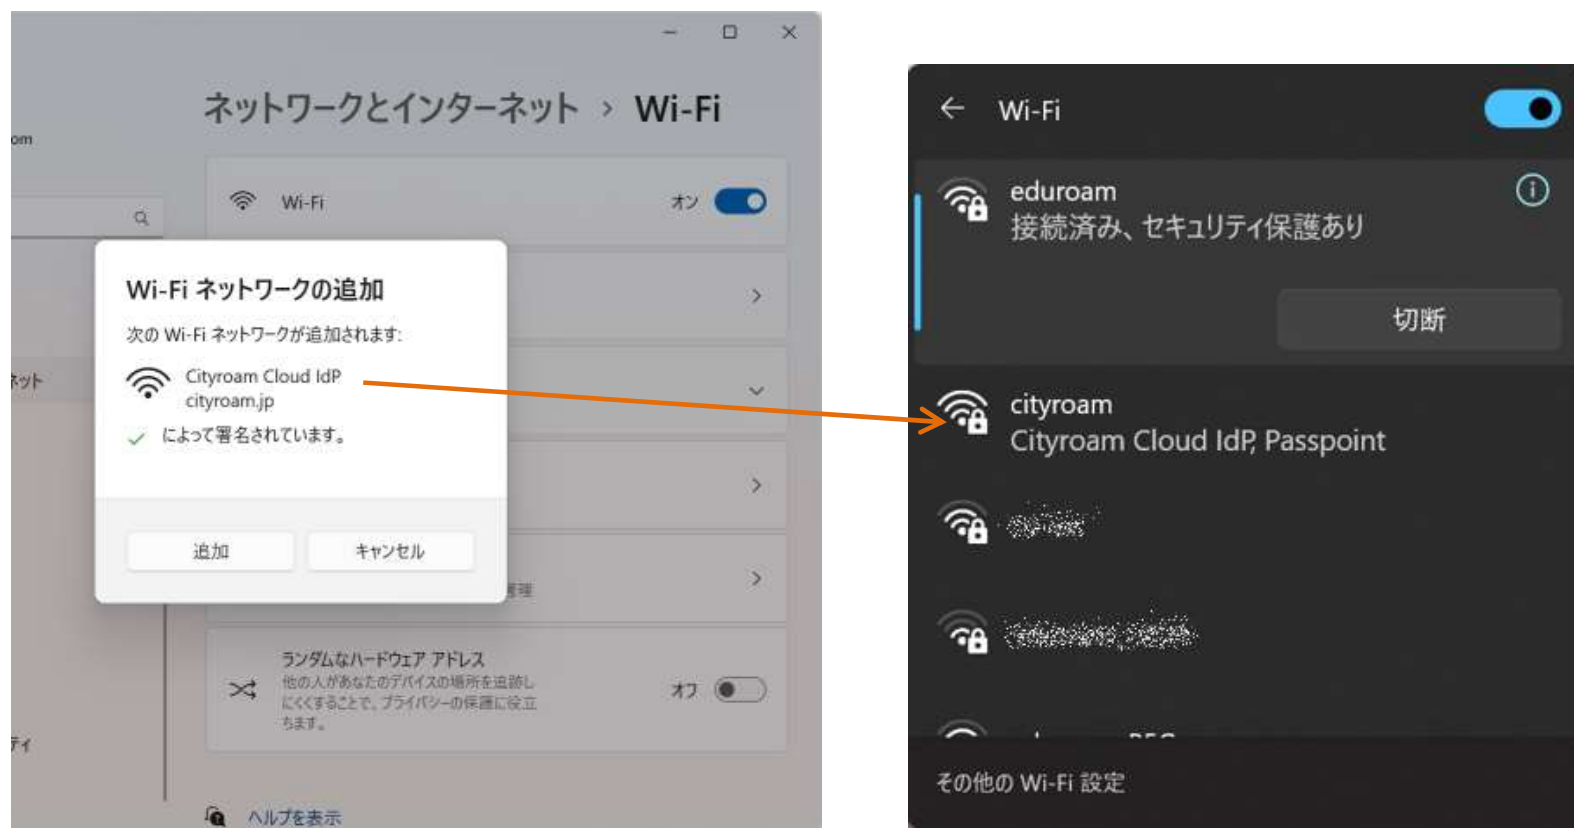 ネットワークとインターネット › Wi-Fi
om
Wi-Fi
オン
Wi-Fi ネットワークの追加
次の Wi-Fi ネットワークが追加されます:
Cityroam Cloud IdP
cityroam.jp
によって署名されています。
追加
キャンセル
ネット
管理
ランダムなハードウェア アドレス
他の人があなたのデバイスの場所を追跡し
にくくすることで、プライバシーの保護に役立
ちます。
オフ
ティ
ヘルプを表示
Wi-Fi
eduroam
接続済み、セキュリティ保護あり
切断
cityroam
Cityroam Cloud IdP, Passpoint
その他の Wi-Fi 設定